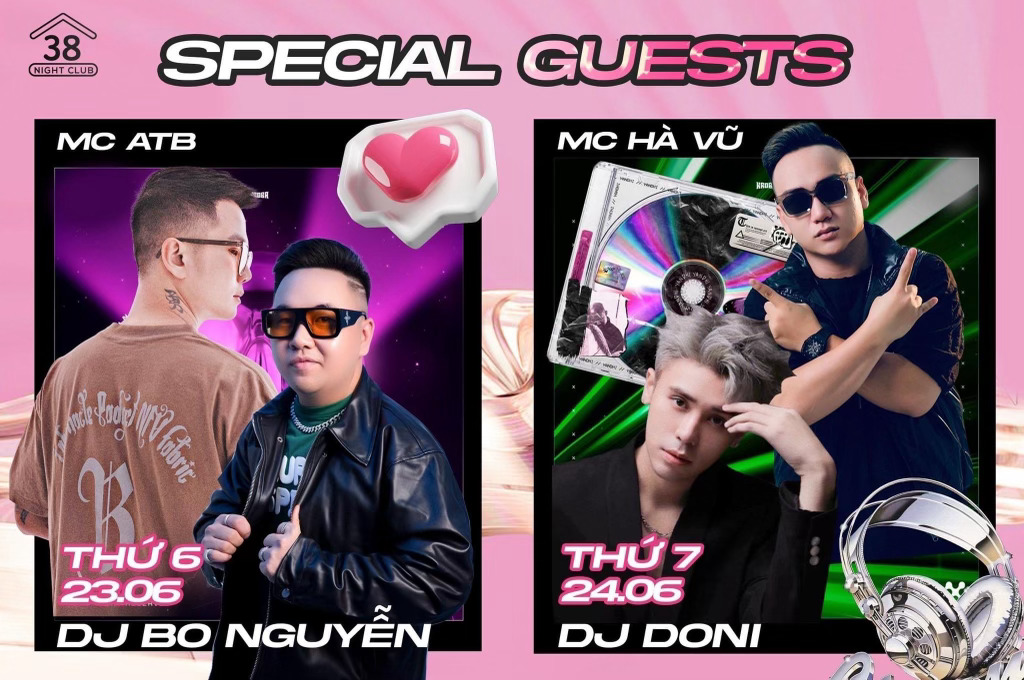 38
NIGHT CLUB
SPECIAL GUESTS
MC ATB
B
THỨ 6
23.06
DJ BO NGUYỄN
MC HÀ VŨ
THỨ 7
24.06
DJ DONI